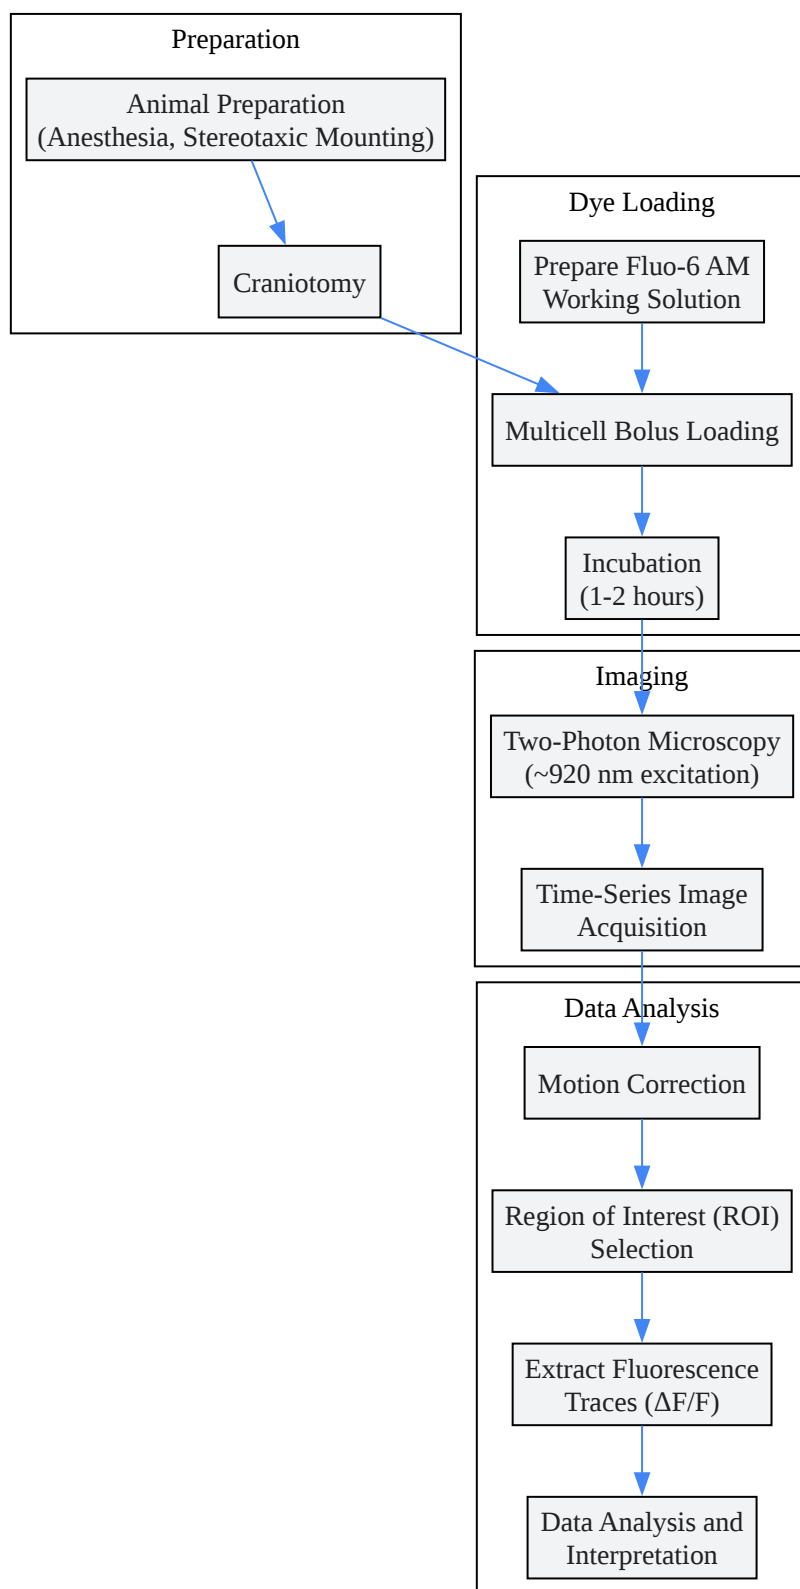 Preparation
Animal Preparation
(Anesthesia, Stereotaxic Mounting)
Craniotomy
Dye Loading
Prepare Fluo-6 AM
Working Solution
Multicell Bolus Loading
Incubation
(1-2 hours)
Imaging
Two-Photon Microscopy
(~920 nm excitation)
Time-Series Image
Acquisition
Data Analysis
Motion Correction
Region of Interest (ROI)
Selection
Extract Fluorescence
Traces (ΔF/F)
Data Analysis and
Interpretation